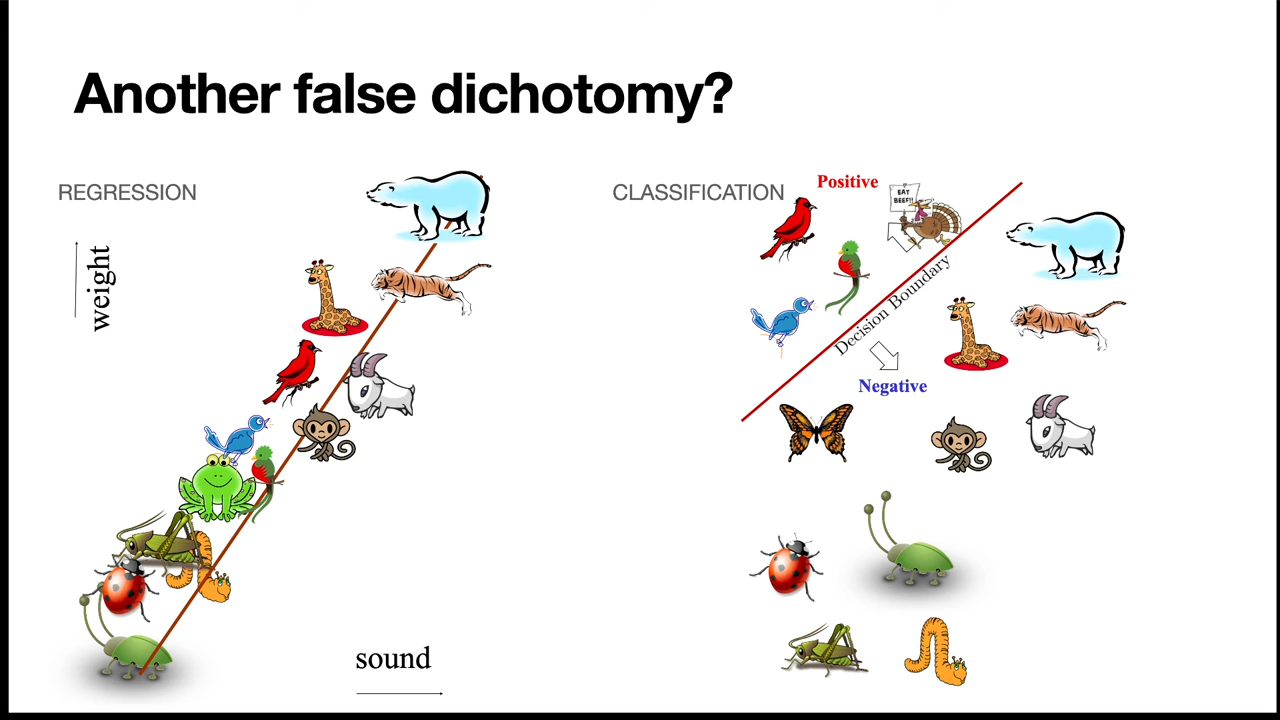 Another false dichotomy?
REGRESSION
weight
sound
CLASSIFICATION
Positive
EAT
BEEF!!
Decision Boundary
Negative